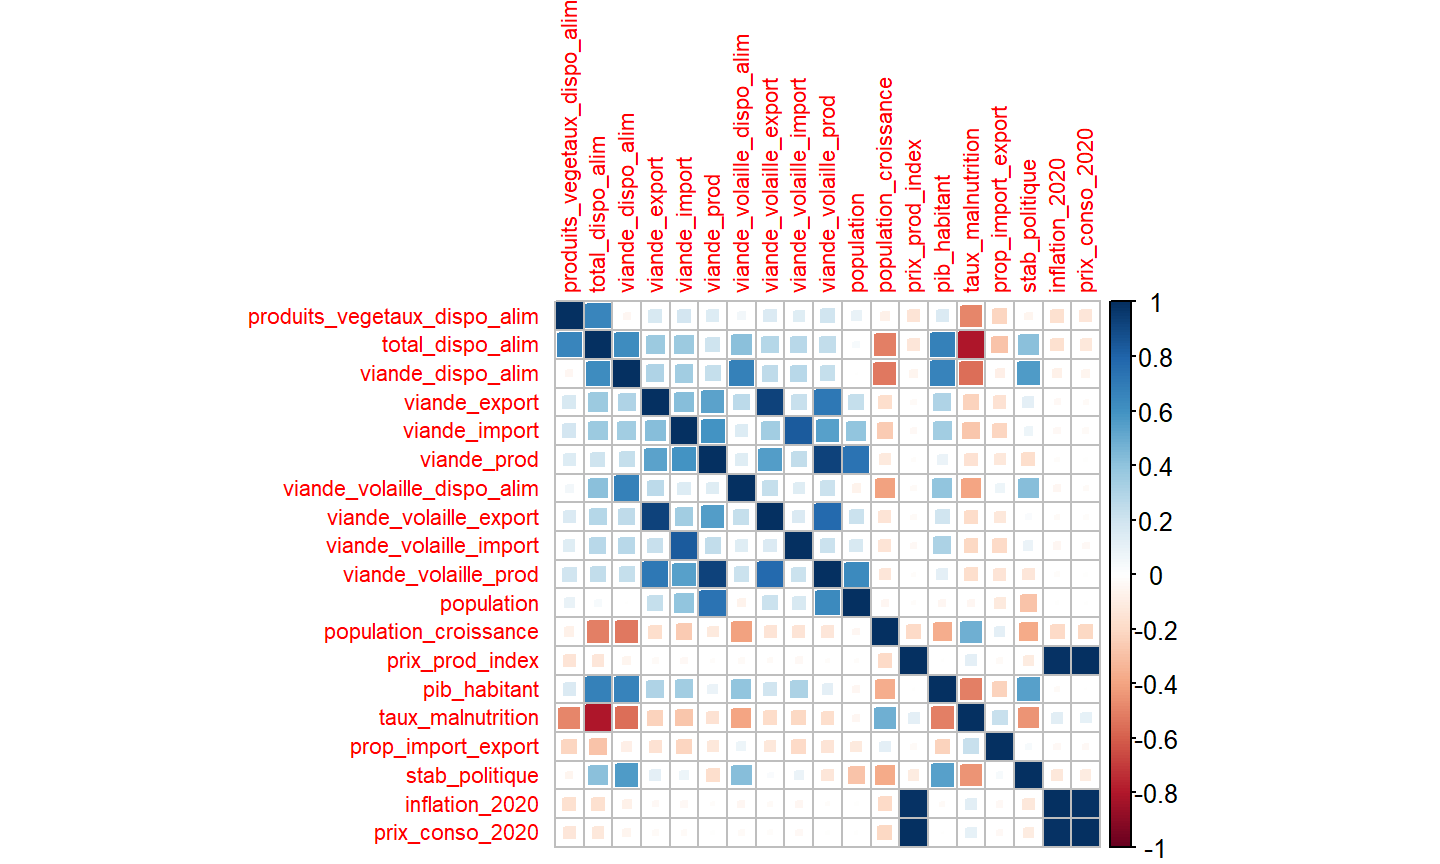 produits_vegetaux_dispo_alim
total_dispo_alim
viande_dispo_alim
viande_export
viande_import
viande_prod
viande_volaille_dispo_alim
viande_volaille_export
viande_volaille_import
viande_volaille_prod
population
population_croissance
prix_prod_index
pib_habitant
taux_malnutrition
prop_import_export
stab_politique
inflation_2020
prix_conso_2020
produits_vegetaux_dispo_alim
total_dispo_alim
viande_dispo_alim
viande_export
viande_import
viande_prod
viande_volaille_dispo_alim
viande_volaille_export
viande_volaille_import
viande_volaille_prod
population
population_croissance
prix_prod_index
pib_habitant
taux_malnutrition
prop_import_export
stab_politique
inflation_2020
prix_conso_2020
1
0.8
0.6
0.4
0.2
0
-0.2
-0.4
-0.6
-0.8
-1